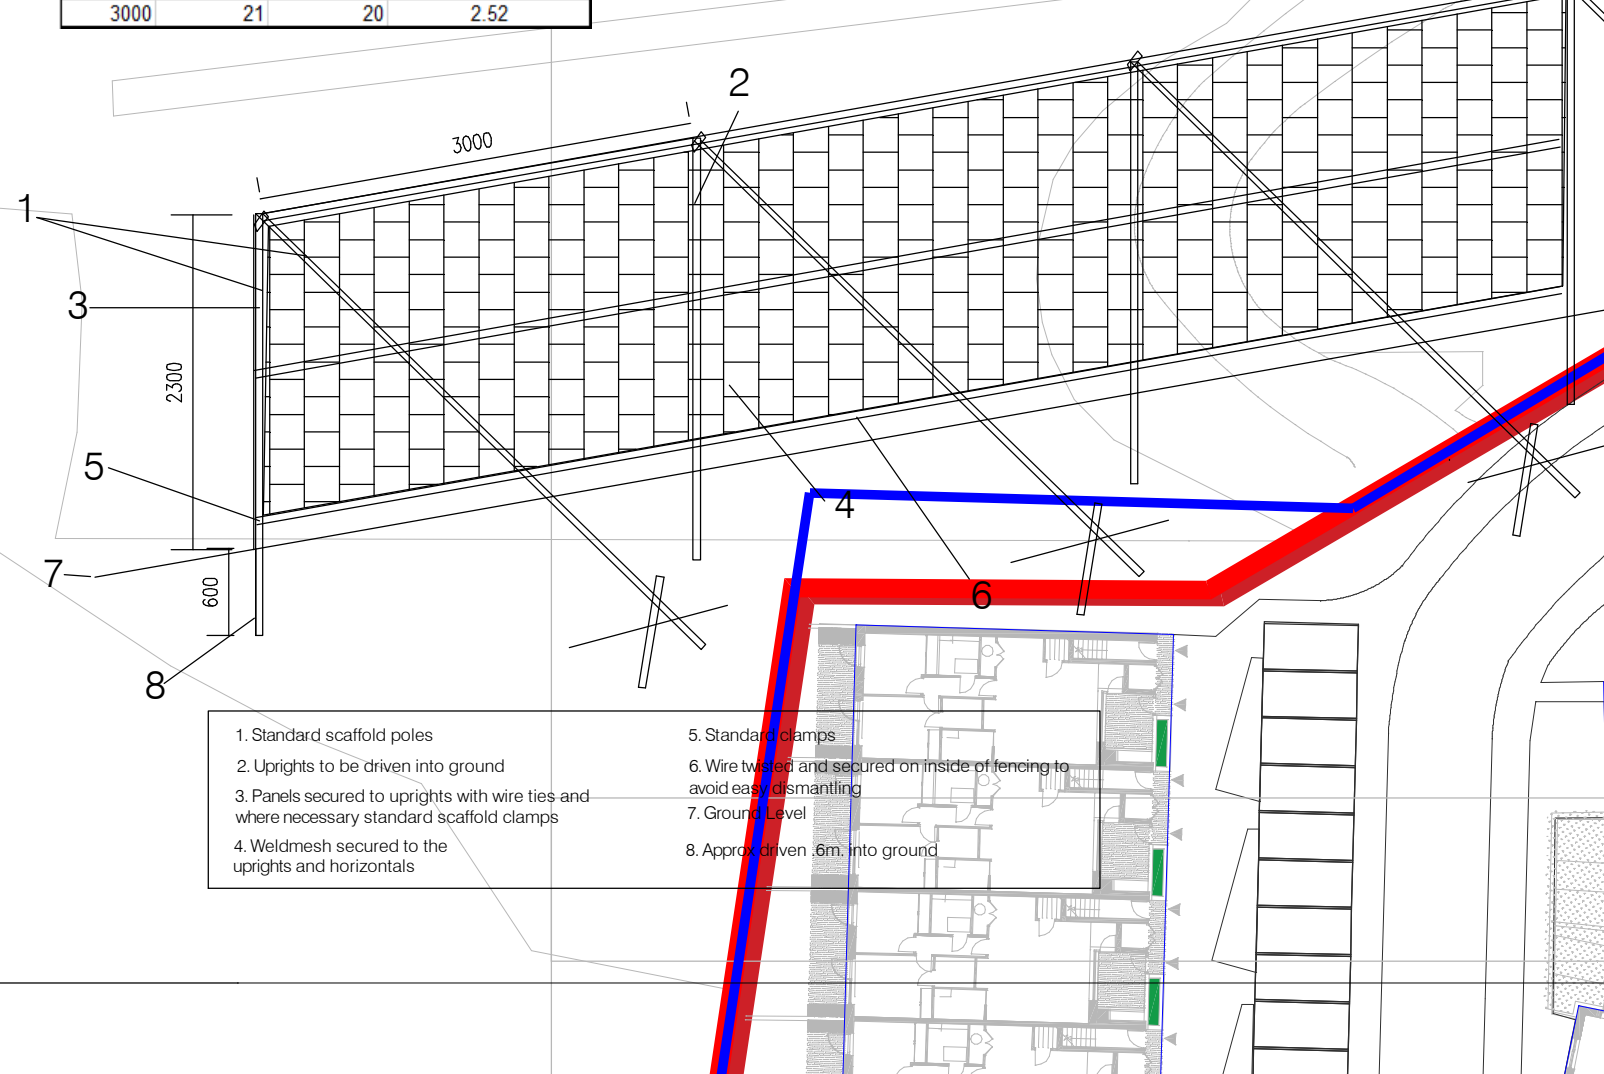 3000 21 20 2.52
2
3000
1
3
2300
5
4
7
600
6
8
1. Standard scaffold poles
2. Uprights to be driven into ground
3. Panels secured to uprights with wire ties and
where necessary standard scaffold clamps
4. Weldmesh secured to the
uprights and horizontals
5. Standard clamps
6. Wire twisted and secured on inside of fencing to
avoid easy dismantling
7. Ground Level
8. Approx driven .6m. into ground